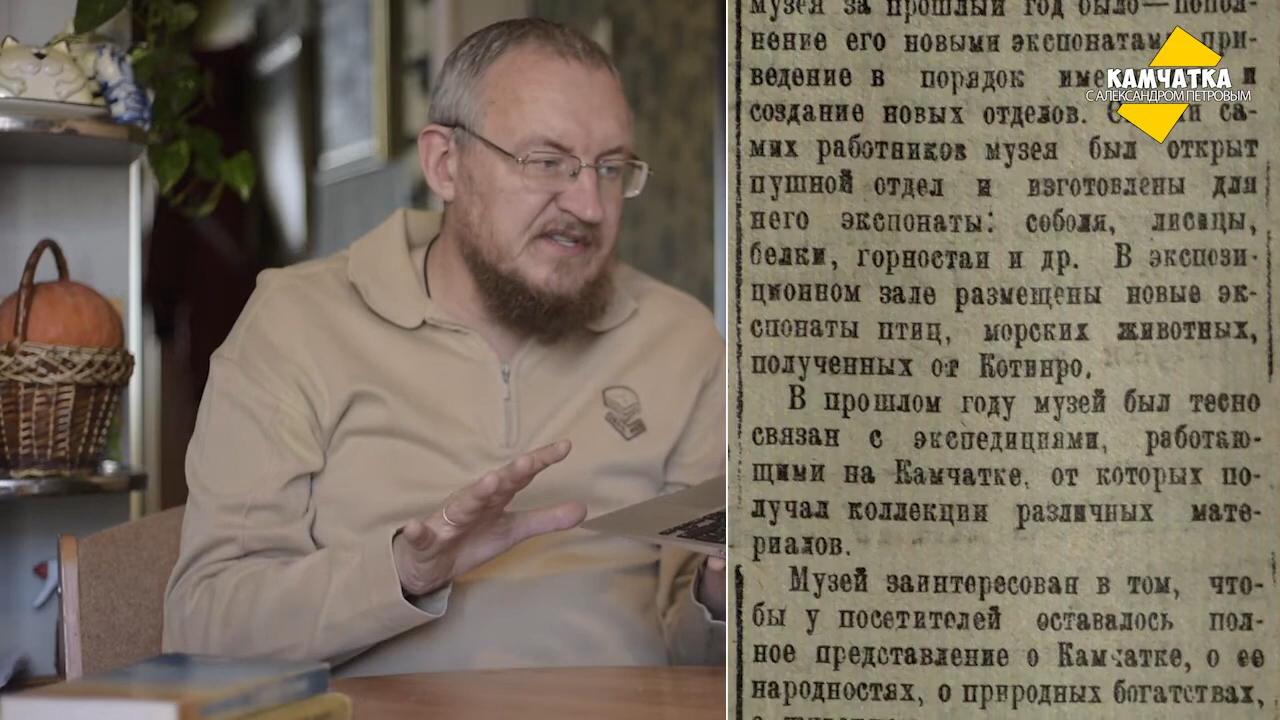 музея за прошлый год было — попол-
нение его новыми экспонатами, при-
ведение в порядок и
создание новых отделов. са-
мих работников музея был открыт
пушной отдел и изготовлены для
него экспонаты: соболя, лисицы,
белки, горностаи и др. В экспози-
ционном зале размещены новые эк-
спонаты птиц, морских животных,
полученных от Котинро.
В прошлом году музей был тесно
связан с экспедициями, работаю-
щими на Камчатке, от которых по-
лучал коллекции различных мате-
риалов.
Музей заинтересован в том, что-
бы у посетителей оставалось пол-
ное представление о Камчатке, о ее
народностях, о природных богатствах,
КАМЧАТКА
С АЛЕКСАНДРОМ ПЕТРОВЫМ